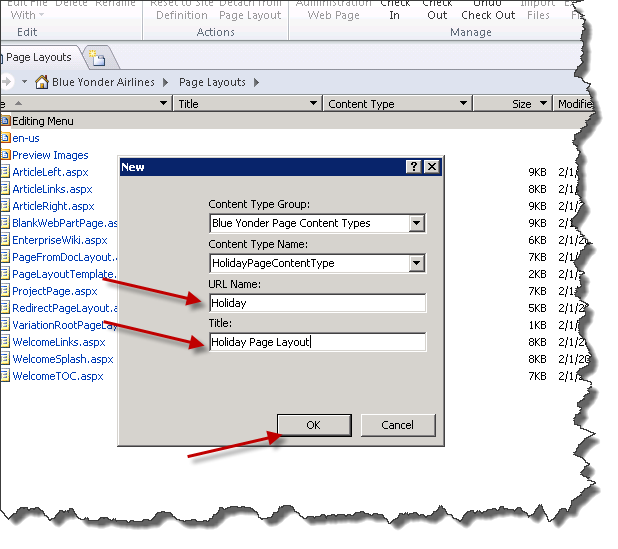 Edit File Delete Rename Reset to Site Detach from Administration Check Check Undo Import
With Definition Page Layout Web Page In Out Check Out Files
Edit Actions Manage
Page Layouts
Blue Yonder Airlines Page Layouts
e Title Content Type Size Modifie
Editing Menu
en-us
Preview Images
ArticleLeft.aspx 9KB 2/1/
ArticleLinks.aspx 8KB 2/1/
ArticleRight.aspx 9KB 2/1/
BlankWebPartPage.as 9KB 2/1/
EnterpriseWiki.aspx 6KB 2/1/
PageFromDocLayout. 7KB 2/1/
PageLayoutTemplate. 2KB 2/1/
ProjectPage.aspx 7KB 2/1/
RedirectPageLayout.a 5KB 2/1/
VariationRootPageLay 1KB 2/1/
WelcomeLinks.aspx 8KB 2/1/
WelcomeSplash.aspx 8KB 2/1/20
WelcomeTOC.aspx 7KB 2/1/
New
Content Type Group:
Blue Yonder Page Content Types
Content Type Name:
HolidayPageContentType
URL Name:
Holiday
Title:
Holiday Page Layout
OK Cancel